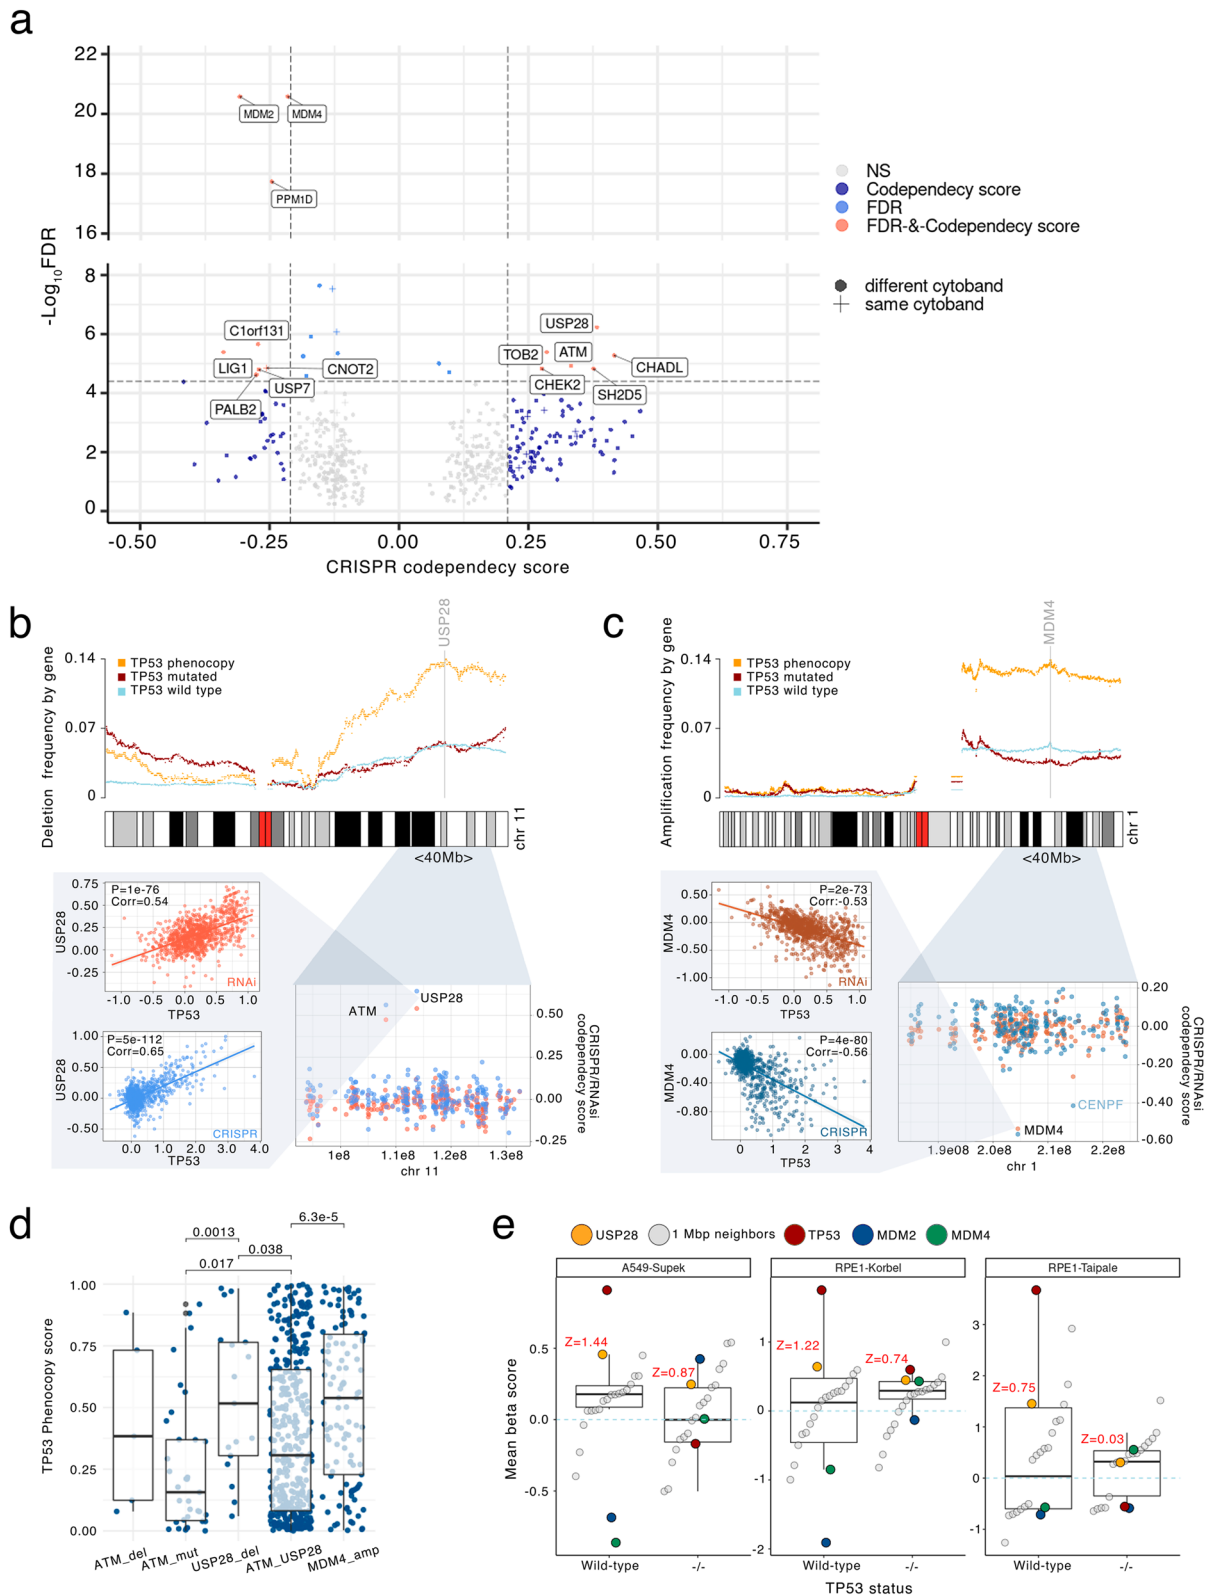 a
22
20
18
16
MDM2
MDM4
PPM1D
-Log10FDR
8
6
4
2
0
C1orf131
LIG1
CNOT2
USP7
PALB2
USP28
TOB2
ATM
CHADL
CHEK2
SH2D5
-0.50
-0.25
0.00
0.25
0.50
0.75
CRISPR codependecy score
NS
Codependecy score
FDR
FDR-&-Codependecy score
different cytoband
same cytoband
b
USP28
Deletion frequency by gene
0.14
0.07
0
TP53 phenocopy
TP53 mutated
TP53 wild type
chr 11
<40Mb>
USP28
0.75
0.50
0.25
0.00
-0.25
P=1e-76
Corr=0.54
RNAi
-1.0
0.0
0.5
1.0
TP53
USP28
1.00
0.50
0.00
-0.50
P=5e-112
Corr=0.65
CRISPR
0.0
1.0
2.0
3.0
4.0
TP53
ATM
USP28
0.50
0.25
0.00
-0.25
CRISPR/RNAsi
codependecy score
1e8
1.1e8
1.2e8
1.3e8
chr 11
c
MDM4
Amplification frequency by gene
0.14
0.07
0
TP53 phenocopy
TP53 mutated
TP53 wild type
chr 1
<40Mb>
MDM4
0.50
0.00
-0.50
-1.00
P=2e-73
Corr:-0.53
RNAi
-1.0
0.0
0.5
1.0
TP53
MDM4
0.00
-0.40
-0.80
P=4e-80
Corr=-0.56
CRISPR
0
1
2
3
4
TP53
CENPF
MDM4
0.20
0.00
-0.20
-0.40
-0.60
CRISPR/RNAsi
codependecy score
1.9e08
2.0e8
2.1e8
2.2e8
chr 1
d
6.3e-5
0.0013
0.038
0.017
TP53 Phenocopy score
1.00
0.75
0.50
0.25
0.00
ATM_del
ATM_mut
USP28_del
ATM_USP28
MDM4_amp
e
USP28
1 Mbp neighbors
TP53
MDM2
MDM4
A549-Supek
RPE1-Korbel
RPE1-Taipale
Mean beta score
0.5
0.0
-0.5
Z=1.44
Z=0.87
1
0
-1
-2
Z=1.22
Z=0.74
3
2
1
0
-1
Z=0.75
Z=0.03
Wild-type
-/-
Wild-type
-/-
Wild-type
-/-
TP53 status